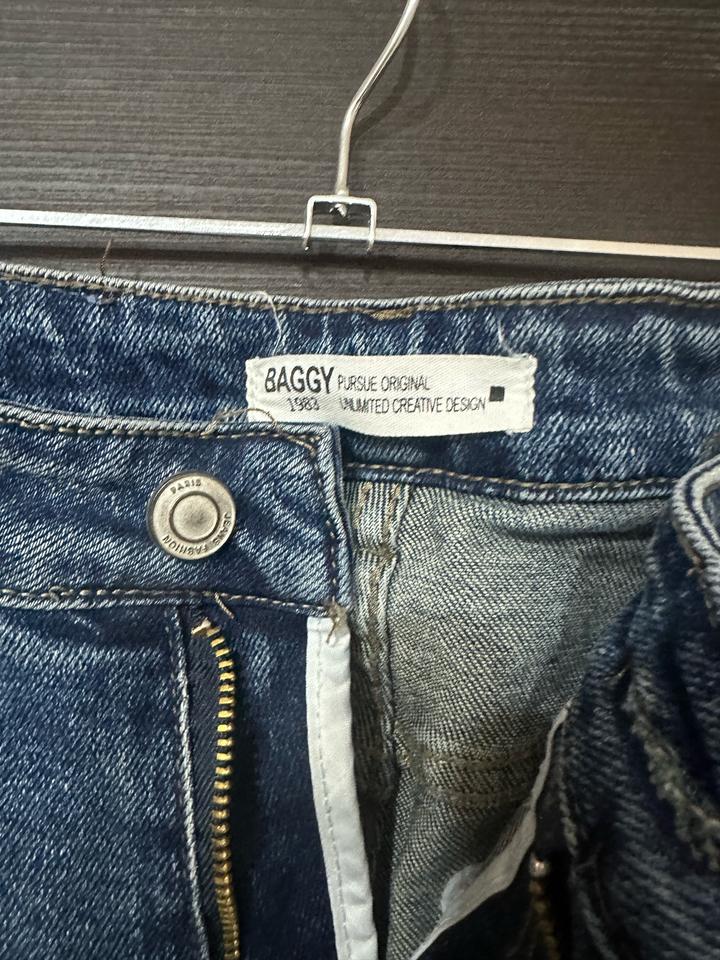 BAGGY PURSUE ORIGINAL
1983 UNLIMITED CREATIVE DESIGN
PARIS
JEANS FASHION